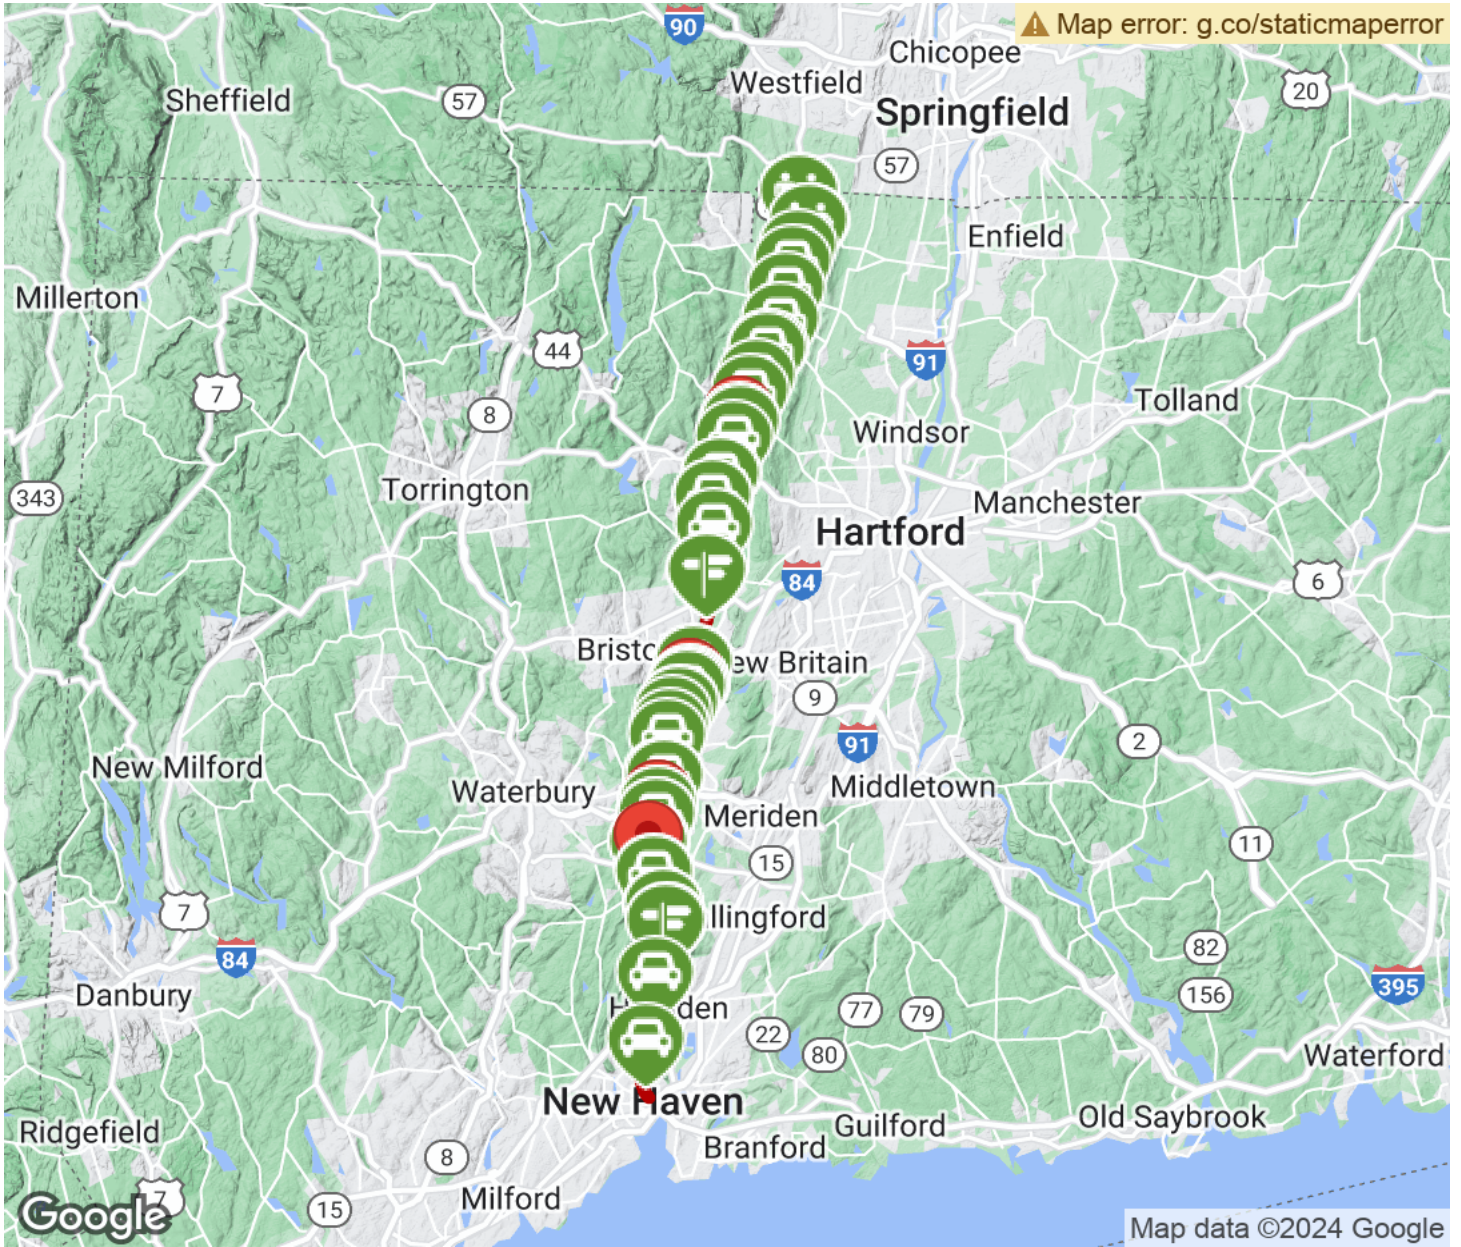 90
Map error: g.co/staticmaperror
Chicopee
Westfield
Sheffield
57
20
Springfield
57
Enfield
Millerton
44
91
7
8
Tolland
Windsor
343
Torrington
Manchester
Hartford
84
6
Bristo
ew Britain
9
2
91
New Milford
Waterbury
Middletown
Meriden
11
15
7
llingford
82
84
395
Danbury
156
H den
77
79
22
80
Waterford
New Haven
Old Saybrook
Guilford
Ridgefield
Branford
8
7
Milford
15
Google
Map data ©2024 Google